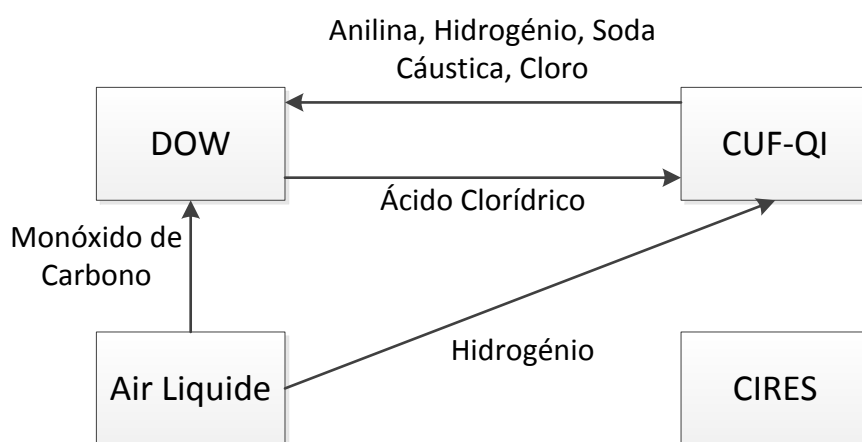 Anilina, Hidrogénio, Soda
Cáustica, Cloro
DOW
CUF-QI
Ácido Clorídrico
Monóxido de
Carbono
Hidrogénio
Air Liquide
CIRES